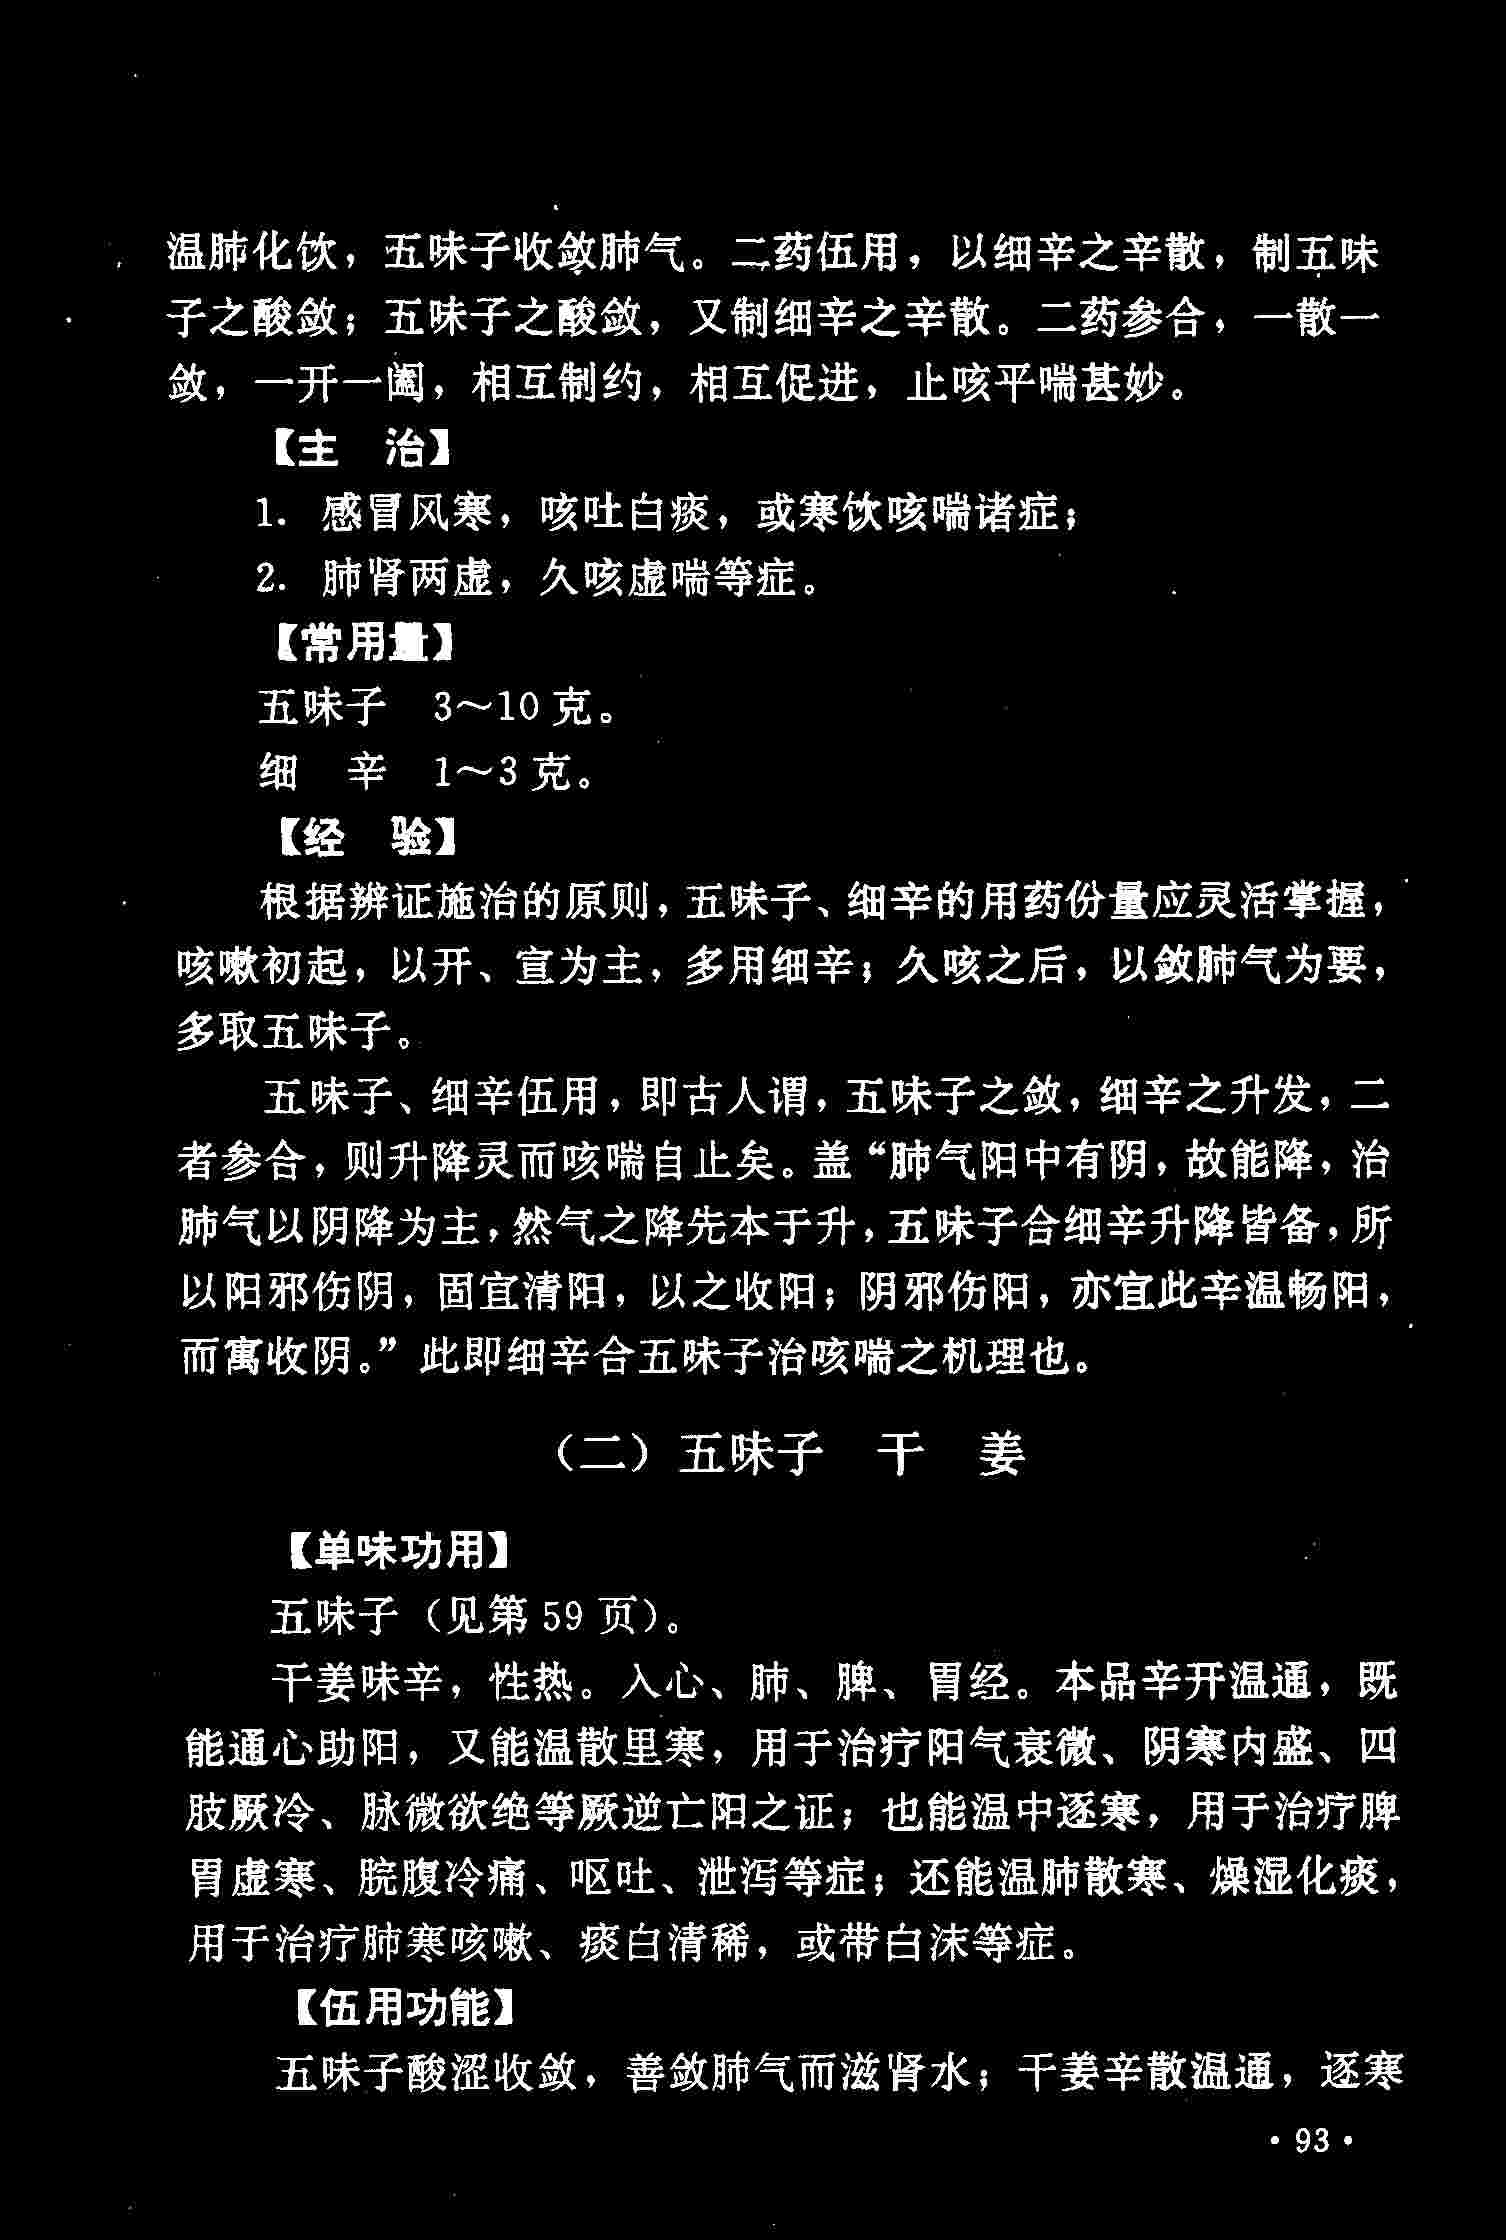 温肺化饮，五味子收敛肺气。二药伍用，以细辛之辛散，制五味
子之酸敛；五味子之酸敛，又制细辛之辛散。二药参合，一散一
敛，一开一阖，相互制约，相互促进，止咳平喘甚妙。
【主　治】
1. 感冒风寒，咳吐白痰，或寒饮咳喘诸症；
2. 肺肾两虚，久咳虚喘等症。
【常用量】
五味子　3～10 克。
细　辛　1～3 克。
【经　验】
根据辨证施治的原则，五味子、细辛的用药份量应灵活掌握，
咳嗽初起，以开、宣为主，多用细辛；久咳之后，以敛肺气为要，
多取五味子。
五味子、细辛伍用，即古人谓，五味子之敛，细辛之升发，二
者参合，则升降灵而咳喘自止矣。盖“肺气阳中有阴，故能降，治
肺气以阴降为主，然气之降先本于升，五味子合细辛升降皆备，所
以阳邪伤阴，固宜清阳，以之收阳；阴邪伤阳，亦宜此辛温畅阳，
而寓收阴。”此即细辛合五味子治咳喘之机理也。
（二）五味子　干　姜
【单味功用】
五味子（见第 59 页）。
干姜味辛，性热。入心、肺、脾、胃经。本品辛开温通，既
能通心助阳，又能温散里寒，用于治疗阳气衰微、阴寒内盛、四
肢厥冷、脉微欲绝等厥逆亡阳之证；也能温中逐寒，用于治疗脾
胃虚寒、脘腹冷痛、呕吐、泄泻等症；还能温肺散寒、燥湿化痰，
用于治疗肺寒咳嗽、痰白清稀，或带白沫等症。
【伍用功能】
五味子酸涩收敛，善敛肺气而滋肾水；干姜辛散温通，逐寒
·93·